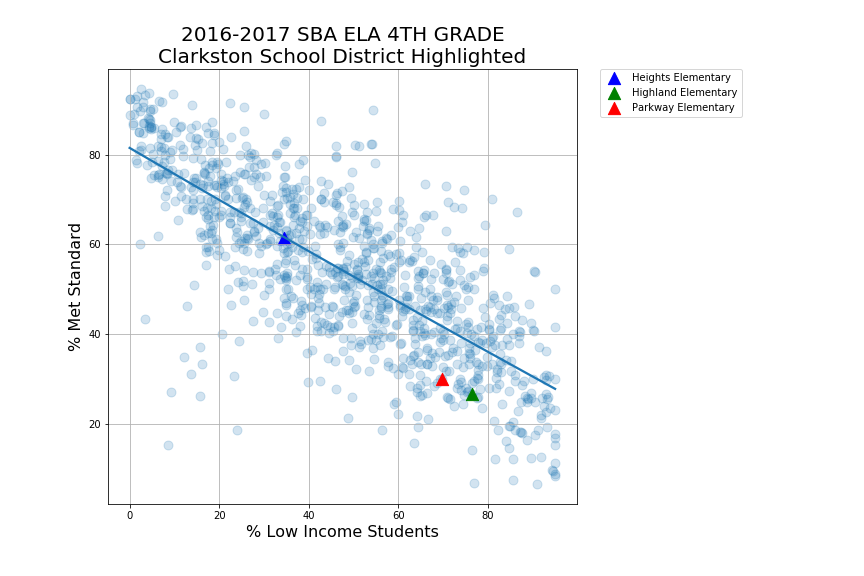 2016-2017 SBA ELA 4TH GRADE
Clarkston School District Highlighted
Heights Elementary
Highland Elementary
Parkway Elementary
% Met Standard
80
60
40
20
0 20 40 60 80
% Low Income Students